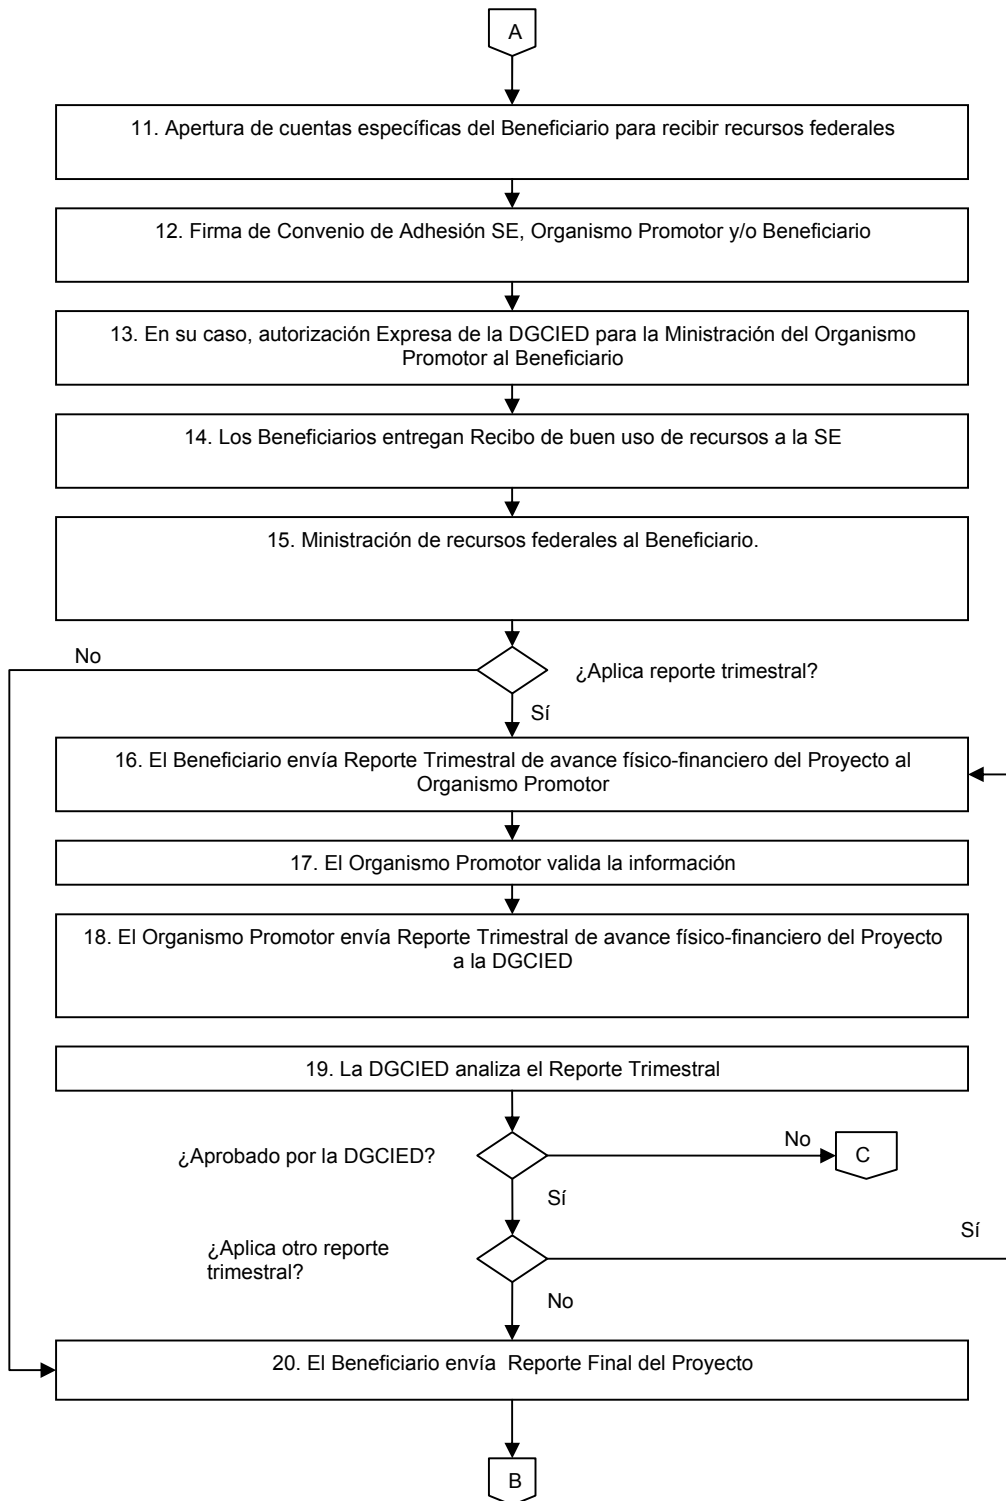 A
11. Apertura de cuentas específicas del Beneficiario para recibir recursos federales
12. Firma de Convenio de Adhesión SE, Organismo Promotor y/o Beneficiario
13. En su caso, autorización Expresa de la DGCIED para la Ministración del Organismo
Promotor al Beneficiario
14. Los Beneficiarios entregan Recibo de buen uso de recursos a la SE
15. Ministración de recursos federales al Beneficiario.
No
¿Aplica reporte trimestral?
Sí
16. El Beneficiario envía Reporte Trimestral de avance físico-financiero del Proyecto al
Organismo Promotor
17. El Organismo Promotor valida la información
18. El Organismo Promotor envía Reporte Trimestral de avance físico-financiero del Proyecto
a la DGCIED
19. La DGCIED analiza el Reporte Trimestral
¿Aprobado por la DGCIED?
No
C
Sí
¿Aplica otro reporte
trimestral?
Sí
No
20. El Beneficiario envía Reporte Final del Proyecto
B